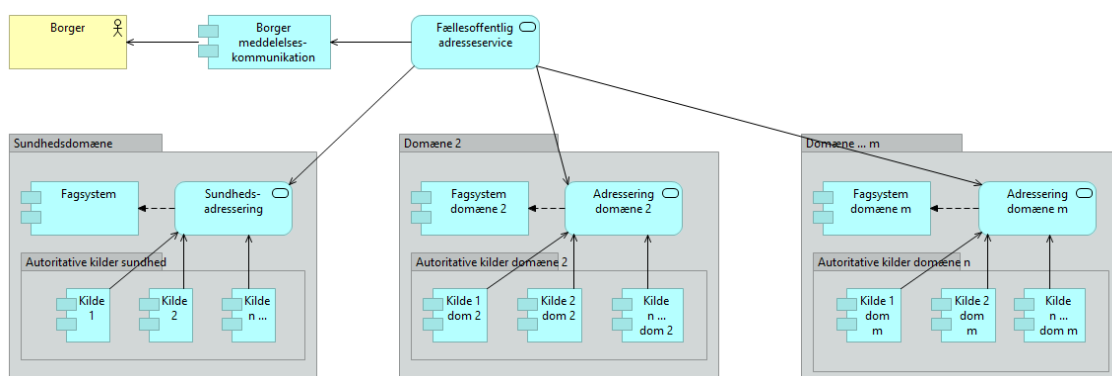 Borger
Borger
meddelelses-
kommunikation
Fællesoffentlig
adresseservice
Sundhedsdomæne
Fagsystem
Sundheds-
adressering
Autoritative kilder sundhed
Kilde
1
Kilde
2
Kilde
n ...
Domæne 2
Fagsystem
domæne 2
Adressering
domæne 2
Autoritative kilder domæne 2
Kilde 1
dom 2
Kilde 2
dom 2
Kilde
n ...
dom 2
Domæne ... m
Fagsystem
domæne m
Adressering
domæne m
Autoritative kilder domæne n
Kilde 1
dom
m
Kilde 2
dom
m
Kilde
n ...
dom m